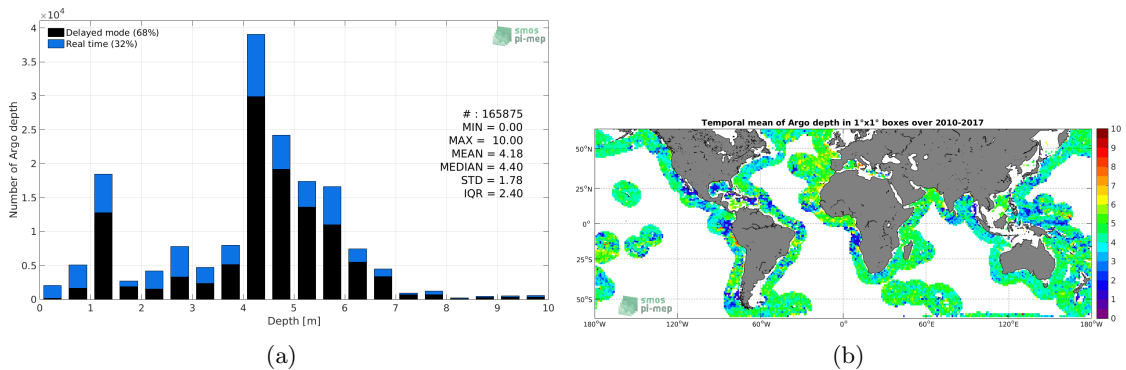 ×10⁴
4
3.5
3
2.5
2
1.5
1
0.5
0
Number of Argo depth
Delayed mode (68%)
Real time (32%)
smos
pi-mep
# : 165875
MIN = 0.00
MAX = 10.00
MEAN = 4.18
MEDIAN = 4.40
STD = 1.78
IQR = 2.40
0 1 2 3 4 5 6 7 8 9 10
Depth [m]
(a)
Temporal mean of Argo depth in 1°x1° boxes over 2010-2017
50°N
25°N
0°
25°S
50°S
180°W 120°W 60°W 0° 60°E 120°E 180°W
smos
pi-mep
10
9
8
7
6
5
4
3
2
1
0
(b)